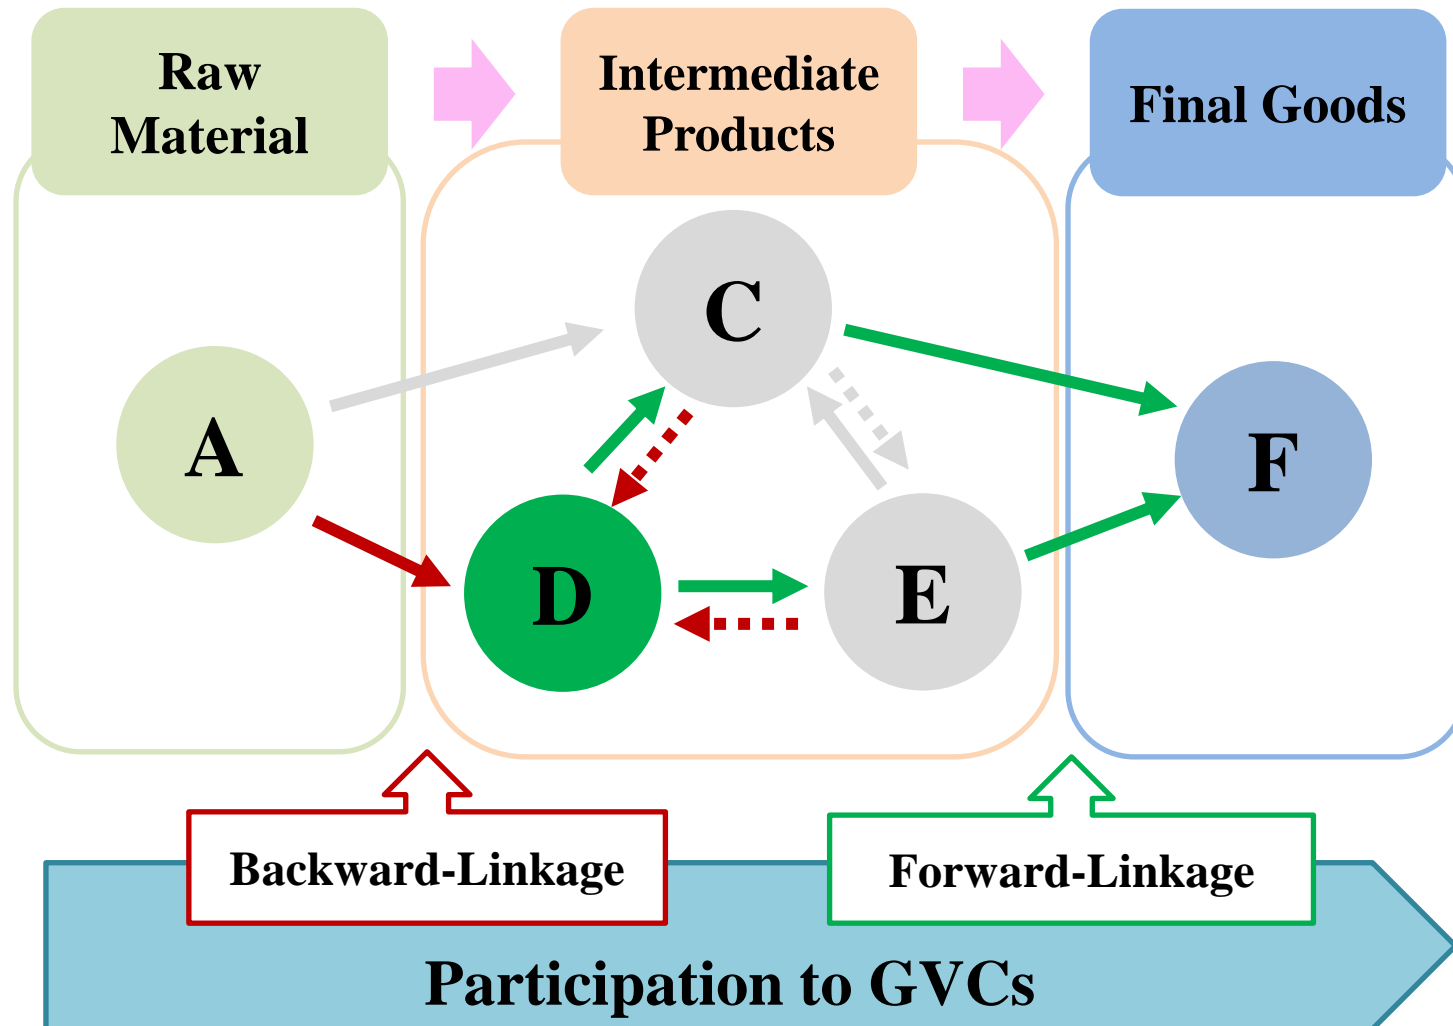 Raw
Material
Intermediate
Products
Final Goods
C
A
F
D
E
Backward-Linkage
Forward-Linkage
Participation to GVCs